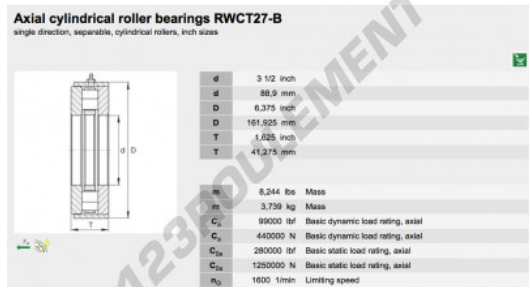 Axial cylindrical roller bearings RWCT27-B
single direction, separable, cylindrical rollers, inch sizes
d 3 1/2 inch
d 88,9 mm
D 6,375 inch
D 161,925 mm
T 1,625 inch
T 41,275 mm
d D
T
m 8,244 lbs Mass
m 3,739 kg Mass
Ca 99000 lbf Basic dynamic load rating, axial
Ca 440000 N Basic dynamic load rating, axial
C0a 280000 lbf Basic static load rating, axial
C0a 1250000 N Basic static load rating, axial
nG 1600 1/min Limiting speed
123ROULEMENT